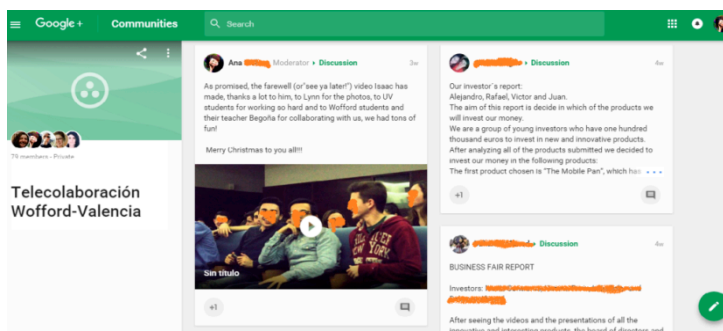 Google+ Communities Search
79 members - Private
Telecolaboración
Wofford-Valencia
Ana Moderator ▸ Discussion 3w
As promised, the farewell (or"see ya later!") video Isaac has
made, thanks a lot to him, to Lynn for the photos, to UV
students for working so hard and to Wofford students and
their teacher Begoña for collaborating with us, we had tons of
fun!
Merry Christmas to you all!!!
Sin título
+1
▸ Discussion 4w
Our investor´s report:
Alejandro, Rafael, Victor and Juan.
The aim of this report is decide in which of the products we
will invest our money.
We are a group of young investors who have one hundred
thousand euros to invest in new and innovative products.
After analyzing all of the products submitted we decided to
invest our money in the following products:
The first product chosen is "The Mobile Pan", which has
+1
▸ Discussion 4w
BUSINESS FAIR REPORT
Investors:
After seeing the videos and the presentations of all the
innovative and interesting products, the board of directors and